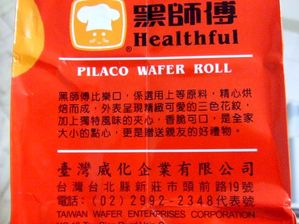 黑師傅®
Healthful
PILACO WAFER ROLL
黑師傅比樂口，係選用上等原料，精心烘
焙而成，外表呈現精緻可愛的三色花紋，
加上獨特風味的夾心，香脆可口，是全家
大小的點心，更是贈送親友的好禮物。
臺灣威化企業有限公司
台灣台北縣新莊市頭前路19號
電話：(02)2992-2348代表號
TAIWAN WAFER ENTERPRISES CORPORATION